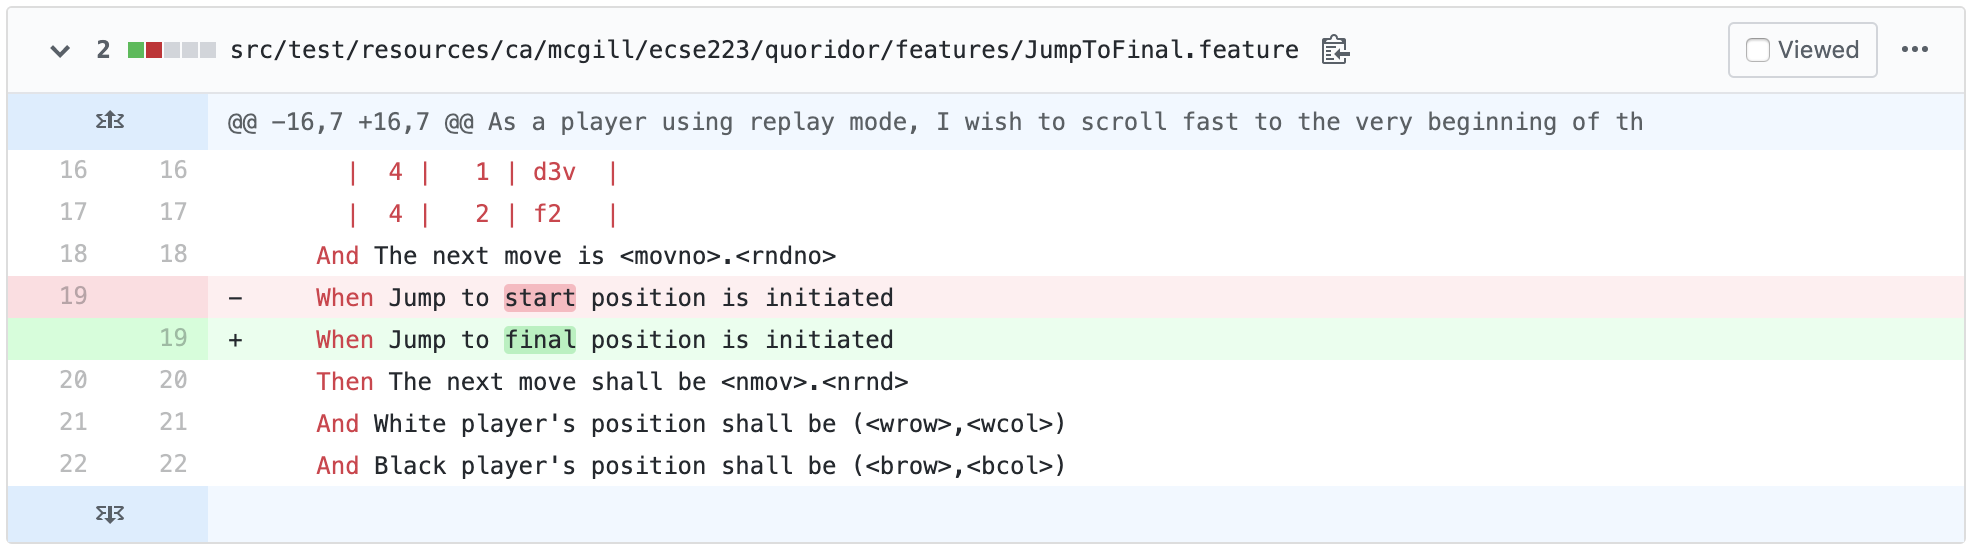 2 src/test/resources/ca/mcgill/ecse223/quoridor/features/JumpToFinal.feature Viewed
@@ -16,7 +16,7 @@ As a player using replay mode, I wish to scroll fast to the very beginning of th
16 16 | 4 | 1 | d3v |
17 17 | 4 | 2 | f2 |
18 18 And The next move is <movno>.<rndno>
19 - When Jump to start position is initiated
19 + When Jump to final position is initiated
20 20 Then The next move shall be <nmov>.<nrnd>
21 21 And White player's position shall be (<wrow>,<wcol>)
22 22 And Black player's position shall be (<brow>,<bcol>)